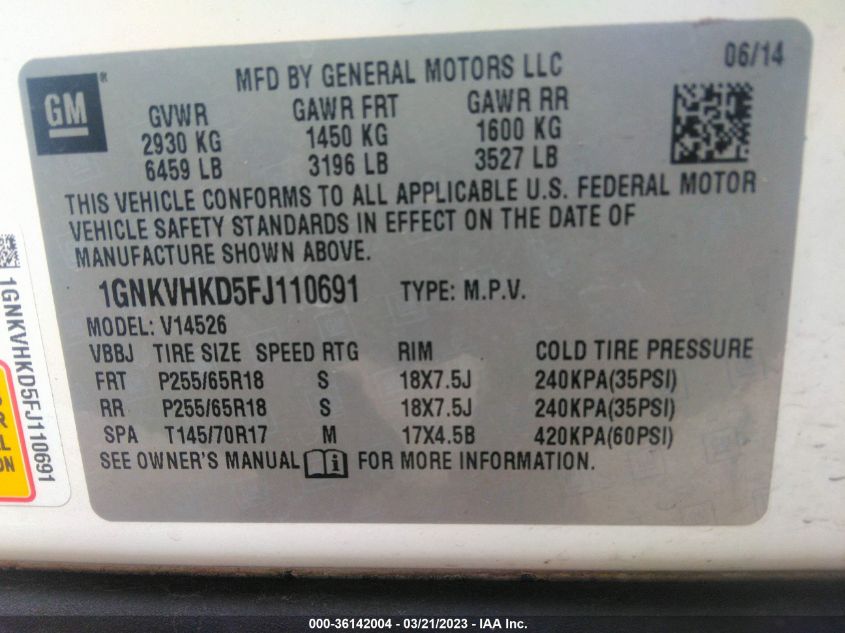 MFD BY GENERAL MOTORS LLC 06/14
GM®
GVWR GAWR FRT GAWR RR
2930 KG 1450 KG 1600 KG
6459 LB 3196 LB 3527 LB
THIS VEHICLE CONFORMS TO ALL APPLICABLE U.S. FEDERAL MOTOR
VEHICLE SAFETY STANDARDS IN EFFECT ON THE DATE OF
MANUFACTURE SHOWN ABOVE.
1GNKVHKD5FJ110691 TYPE: M.P.V.
MODEL: V14526
VBBJ TIRE SIZE SPEED RTG RIM COLD TIRE PRESSURE
FRT P255/65R18 S 18X7.5J 240KPA(35PSI)
RR P255/65R18 S 18X7.5J 240KPA(35PSI)
SPA T145/70R17 M 17X4.5B 420KPA(60PSI)
SEE OWNER'S MANUAL i FOR MORE INFORMATION.
1GNKVHKD5FJ110691
000-36142004 - 03/21/2023 - IAA Inc.